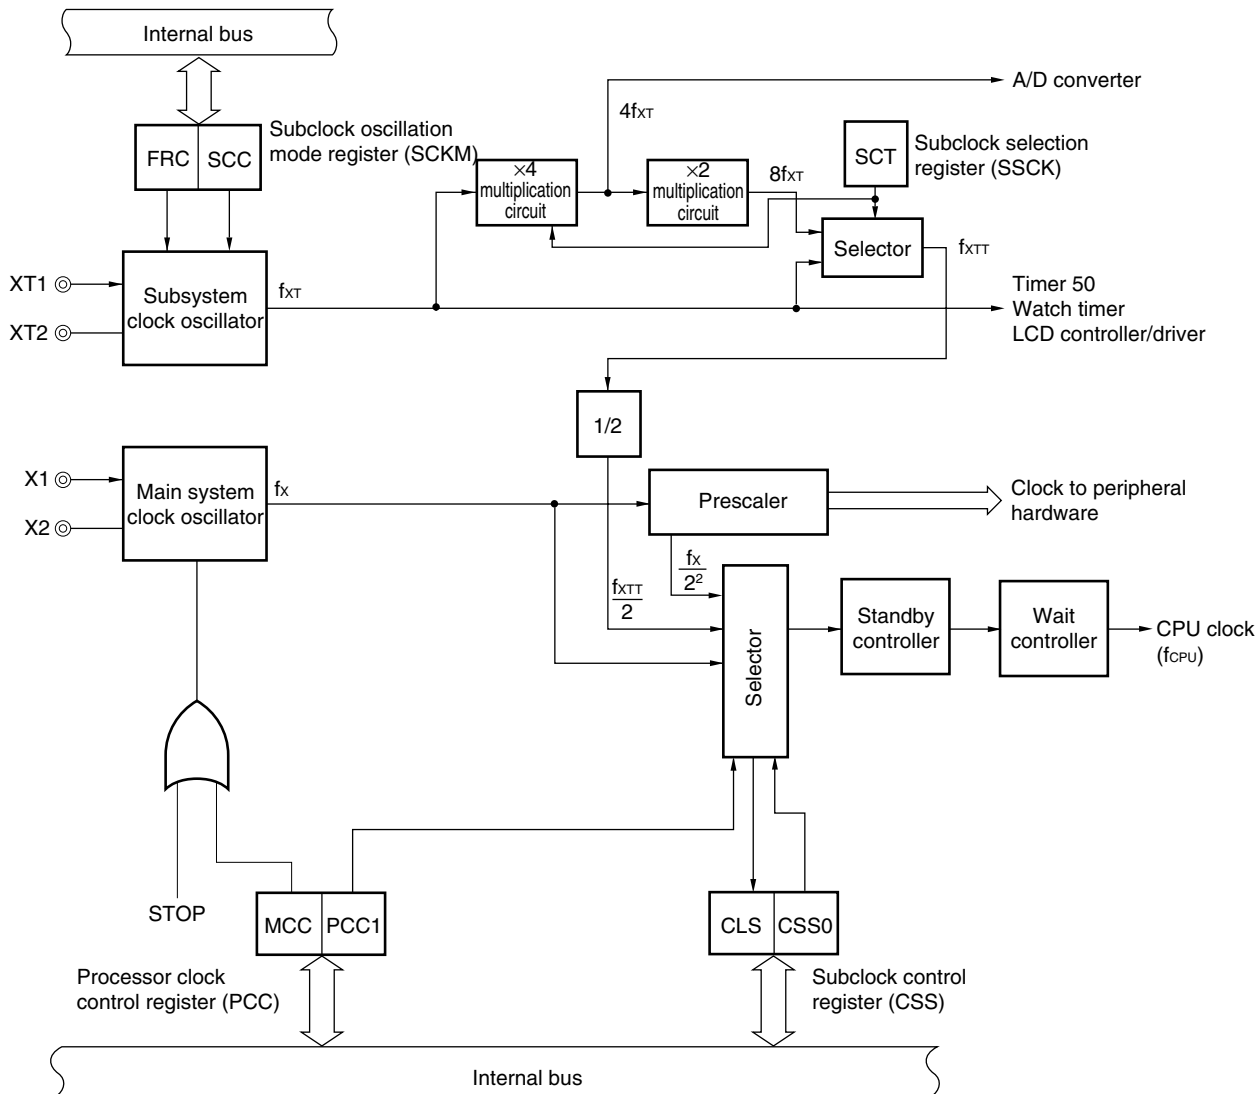 Internal bus
A/D converter
4fXT
Subclock oscillation
mode register (SCKM)
FRC
SCC
×4
multiplication
circuit
×2
multiplication
circuit
8fXT
SCT
Subclock selection
register (SSCK)
Selector
fXTT
XT1
XT2
Subsystem
clock oscillator
fXT
Timer 50
Watch timer
LCD controller/driver
1/2
X1
X2
Main system
clock oscillator
fX
Prescaler
Clock to peripheral
hardware
fX
2²
fXTT
2
Selector
Standby
controller
Wait
controller
CPU clock
(fCPU)
STOP
MCC
PCC1
CLS
CSS0
Processor clock
control register (PCC)
Subclock control
register (CSS)
Internal bus